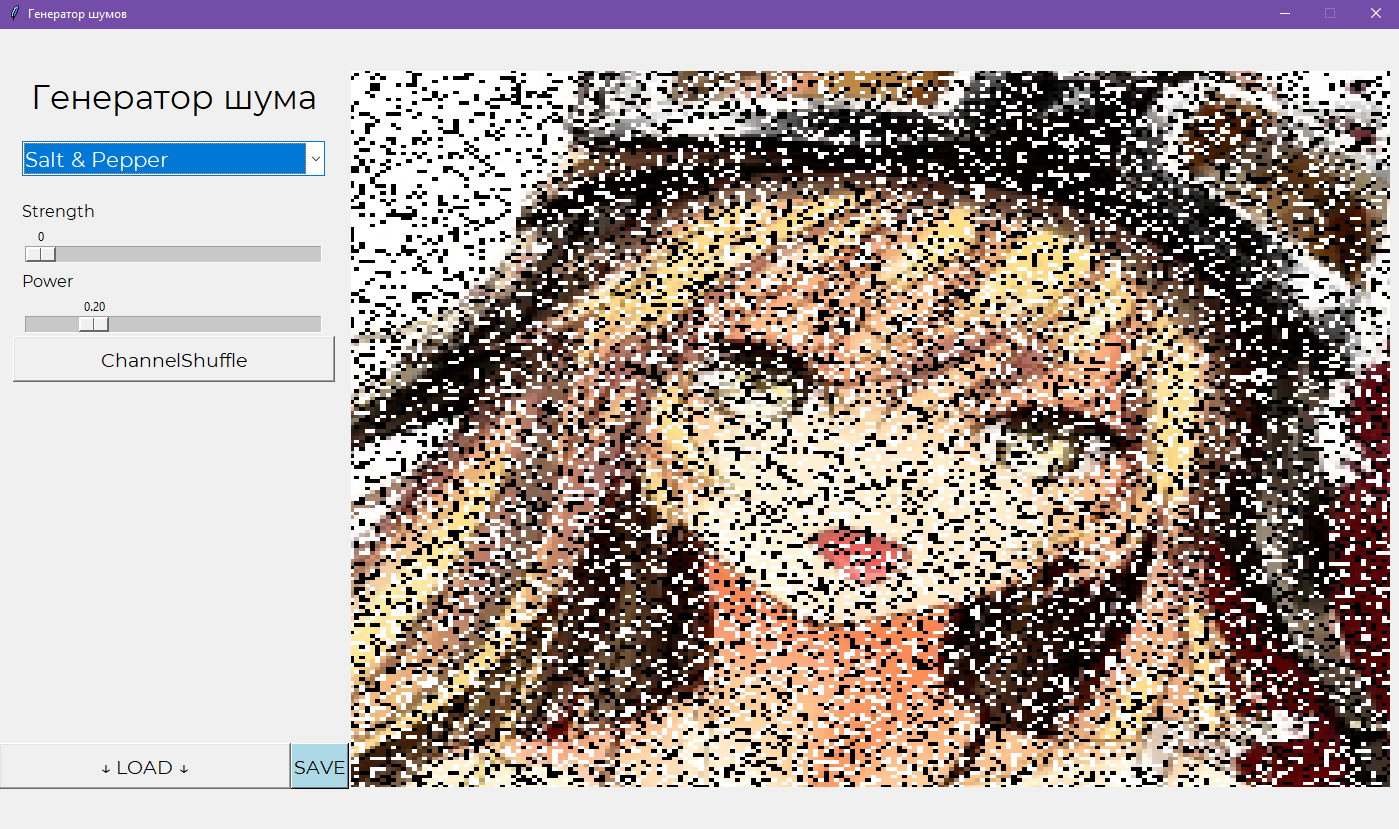 Генератор шумов
Генератор шума
Salt & Pepper
Strength
0
Power
0.20
ChannelShuffle
↓ LOAD ↓
SAVE